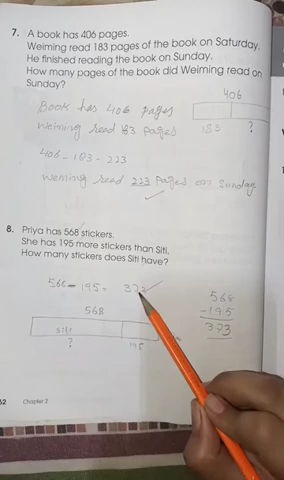 7. A book has 406 pages.
Weiming read 183 pages of the book on Saturday.
He finished reading the book on Sunday.
How many pages of the book did Weiming read on
Sunday?
406
Book has 406 pages
Weiming read 183 pages
183 ?
406 - 183 - 223
Weming read 223 pages on Sunday
8. Priya has 568 stickers.
She has 195 more stickers than Siti.
How many stickers does Siti have?
568 - 195 = 373
568
568
- 195
373
siti
? 195
62 Chapter 2